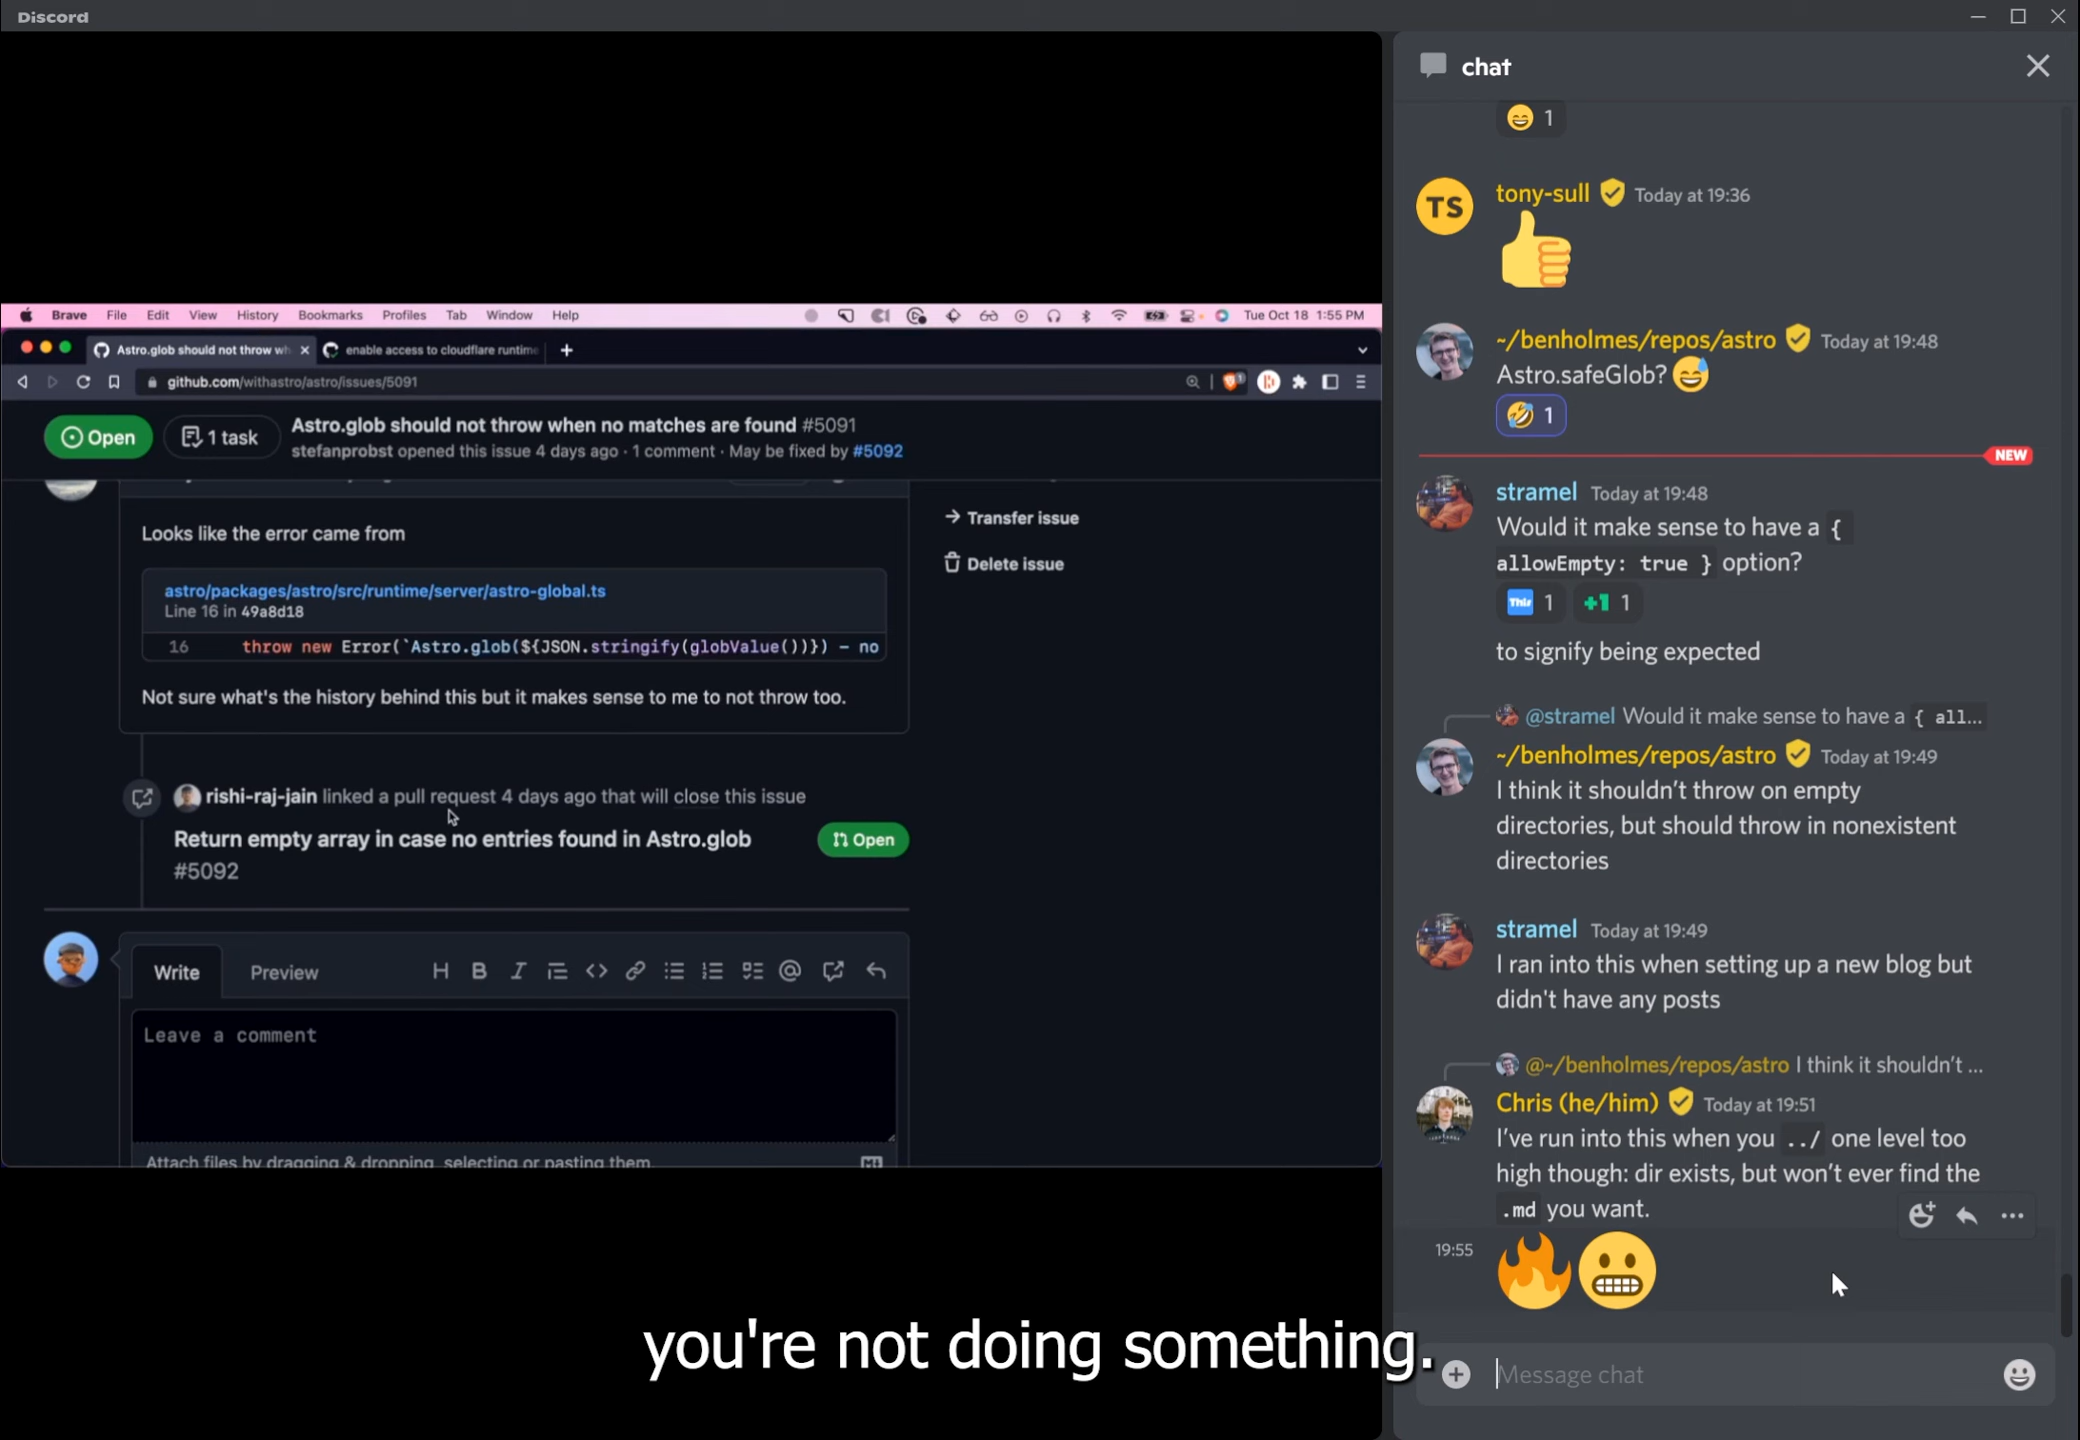 Discord
Brave File Edit View History Bookmarks Profiles Tab Window Help Tue Oct 18 1:55 PM
Astro.glob should not throw wh
enable access to cloudflare runtime
github.com/withastro/astro/issues/5091
Open
1 task
Astro.glob should not throw when no matches are found #5091
stefanprobst opened this issue 4 days ago · 1 comment · May be fixed by #5092
Looks like the error came from
astro/packages/astro/src/runtime/server/astro-global.ts
Line 16 in 49a8d18
16 throw new Error(`Astro.glob(${JSON.stringify(globValue())}) – no
Not sure what's the history behind this but it makes sense to me to not throw too.
Transfer issue
Delete issue
rishi-raj-jain linked a pull request 4 days ago that will close this issue
Return empty array in case no entries found in Astro.glob
#5092
Open
Write Preview
Leave a comment
Attach files by dragging & dropping, selecting or pasting them.
you're not doing something.
chat
1
TS
tony-sull Today at 19:36
~/benholmes/repos/astro Today at 19:48
Astro.safeGlob? 😅
🤣 1
NEW
stramel Today at 19:48
Would it make sense to have a {
allowEmpty: true } option?
This 1 +1 1
to signify being expected
@stramel Would it make sense to have a { all...
~/benholmes/repos/astro Today at 19:49
I think it shouldn't throw on empty
directories, but should throw in nonexistent
directories
stramel Today at 19:49
I ran into this when setting up a new blog but
didn't have any posts
@~/benholmes/repos/astro I think it shouldn't ...
Chris (he/him) Today at 19:51
I've run into this when you ../ one level too
high though: dir exists, but won't ever find the
.md you want.
19:55 🔥😬
Message chat